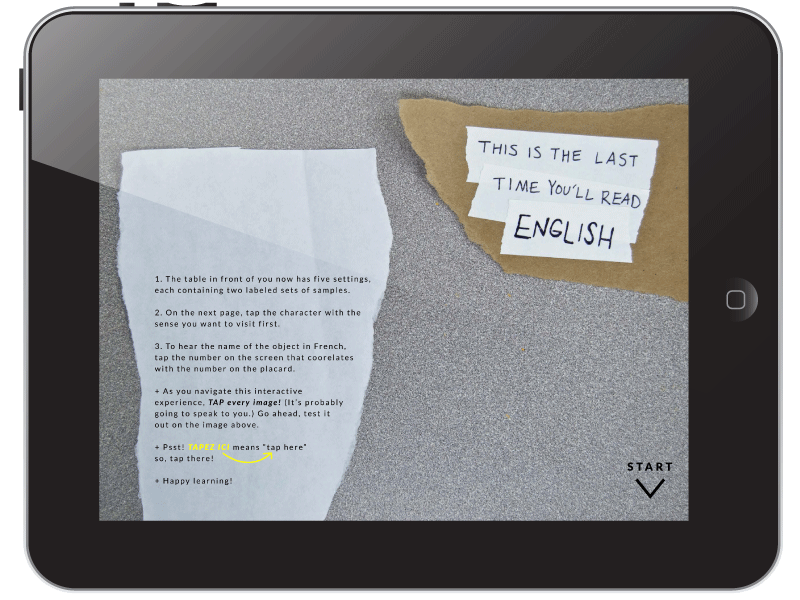 THIS IS THE LAST
TIME YOU'LL READ
ENGLISH
1. The table in front of you now has five settings,
each containing two labeled sets of samples.
2. On the next page, tap the character with the
sense you want to visit first.
3. To hear the name of the object in French,
tap the number on the screen that coorelates
with the number on the placard.
+ As you navigate this interactive
experience, TAP every image! (It's probably
going to speak to you.) Go ahead, test it
out on the image above.
+ Psst! TAPEZ ICI means "tap here"
so, tap there!
+ Happy learning!
START